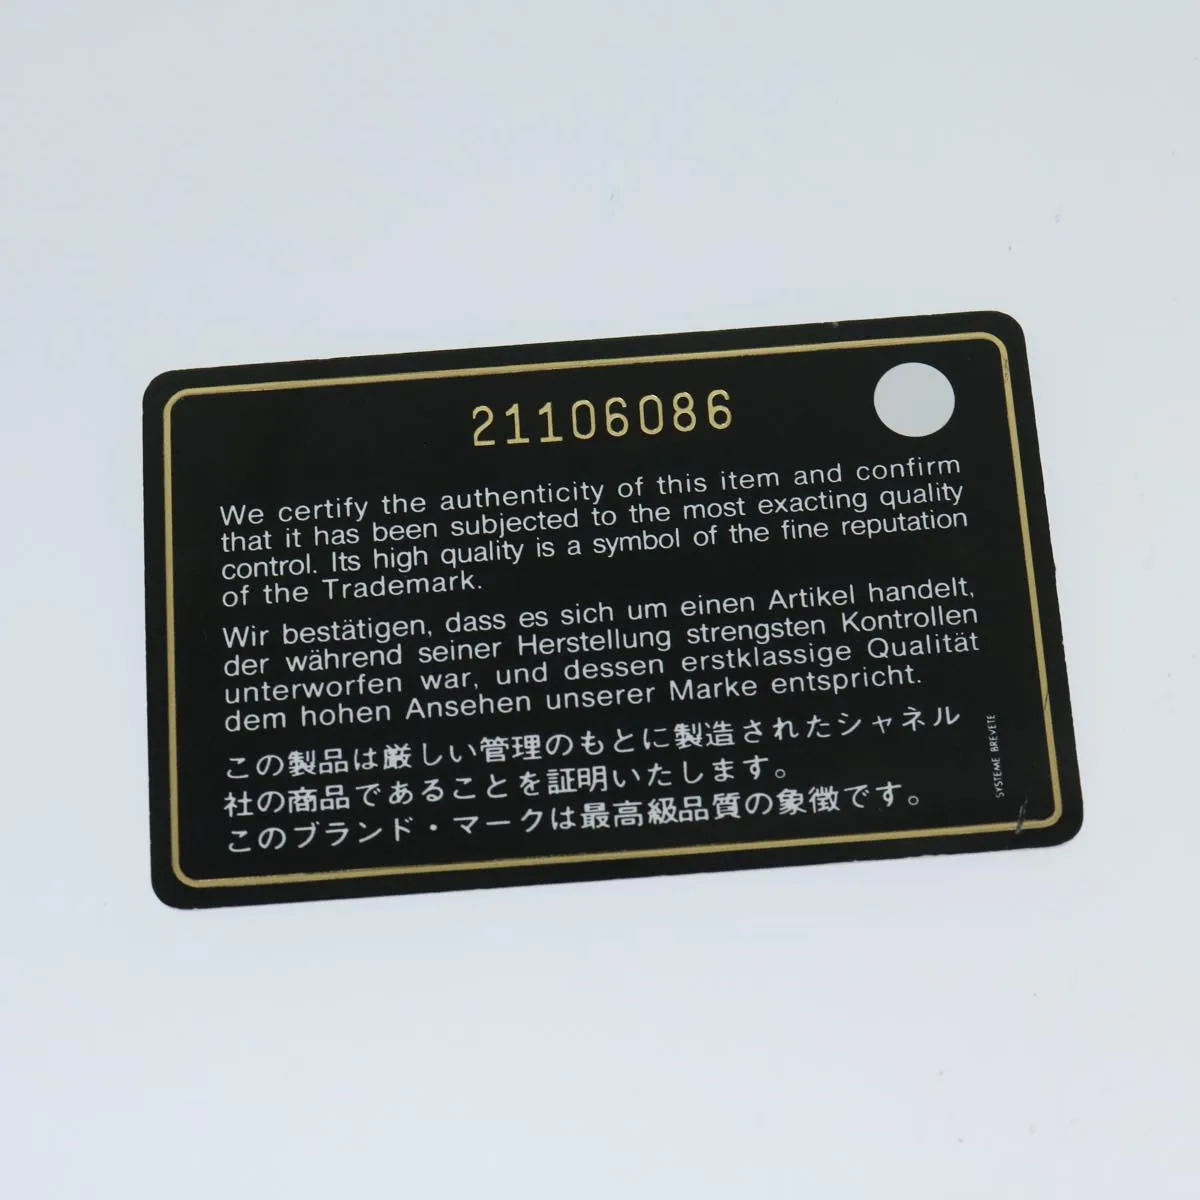 21106086
We certify the authenticity of this item and confirm
that it has been subjected to the most exacting quality
control. Its high quality is a symbol of the fine reputation
of the Trademark.
Wir bestätigen, dass es sich um einen Artikel handelt,
der während seiner Herstellung strengsten Kontrollen
unterworfen war, und dessen erstklassige Qualität
dem hohen Ansehen unserer Marke entspricht.
この製品は厳しい管理のもとに製造されたシャネル
社の商品であることを証明いたします。
このブランド・マークは最高級品質の象徴です。
SYSTEME BREVETE